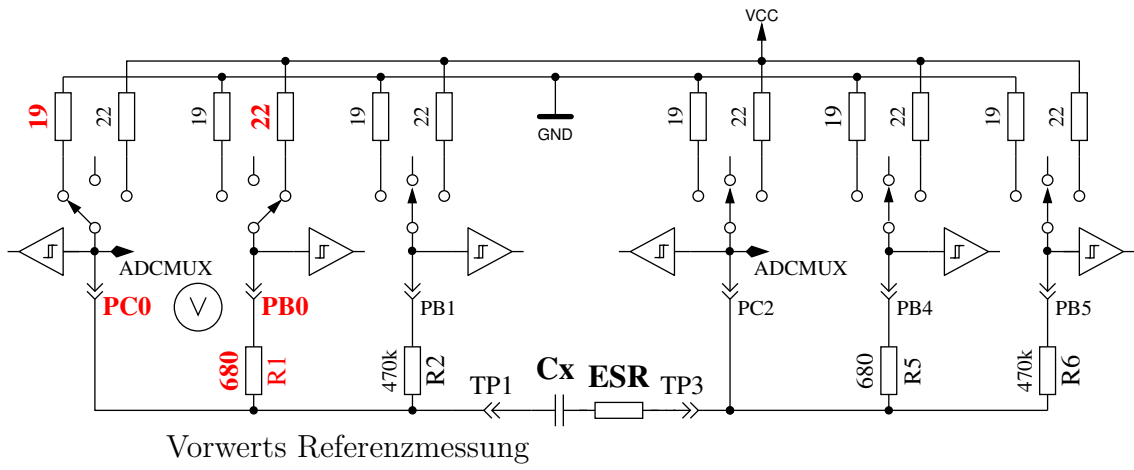 VCC
19 22 19 22 19 22 19 22 19 22 19 22
GND
ADCMUX ADCMUX
PC0 V PB0 PB1 PC2 PB4 PB5
680 R1 470k R2 680 R5 470k R6
TP1 Cx ESR TP3
Vorwerts Referenzmessung